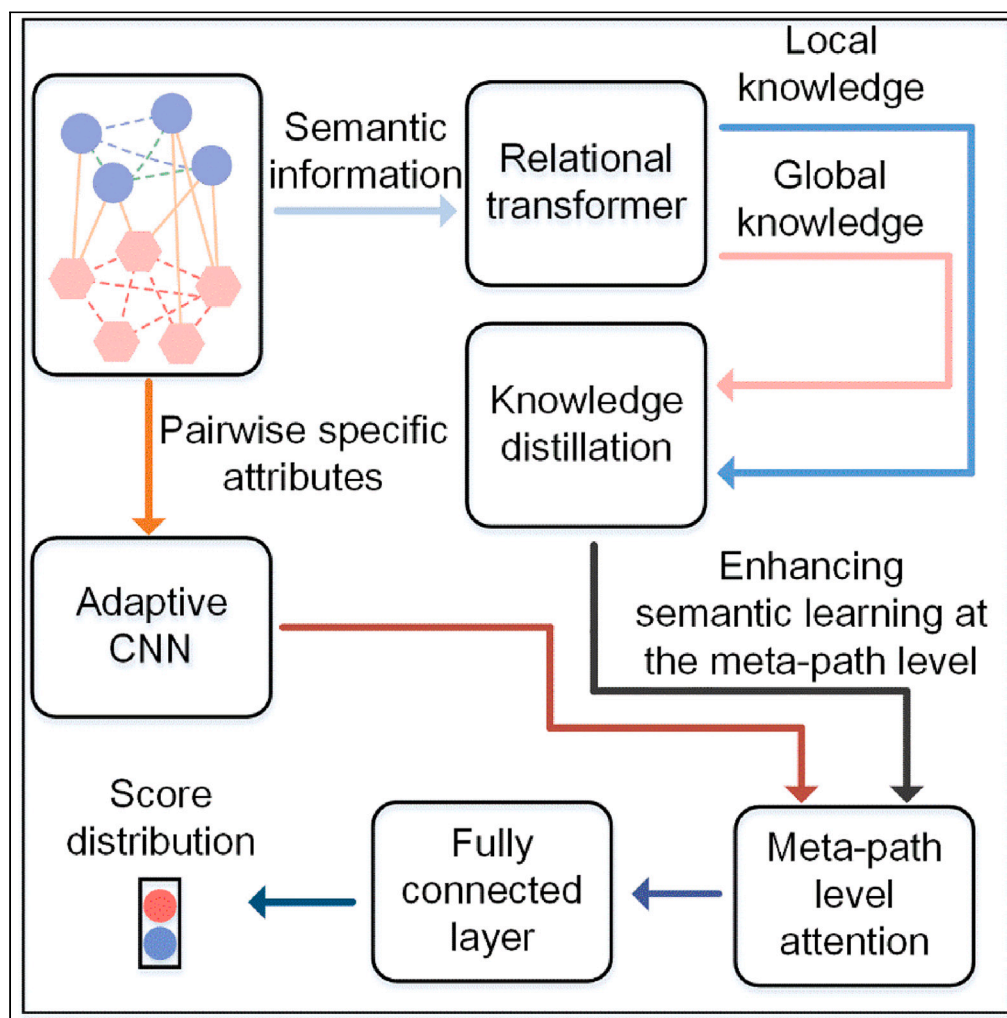 Local
knowledge
Semantic
information
Relational
transformer
Global
knowledge
Knowledge
distillation
Pairwise specific
attributes
Adaptive
CNN
Enhancing
semantic learning at
the meta-path level
Score
distribution
Fully
connected
layer
Meta-path
level
attention